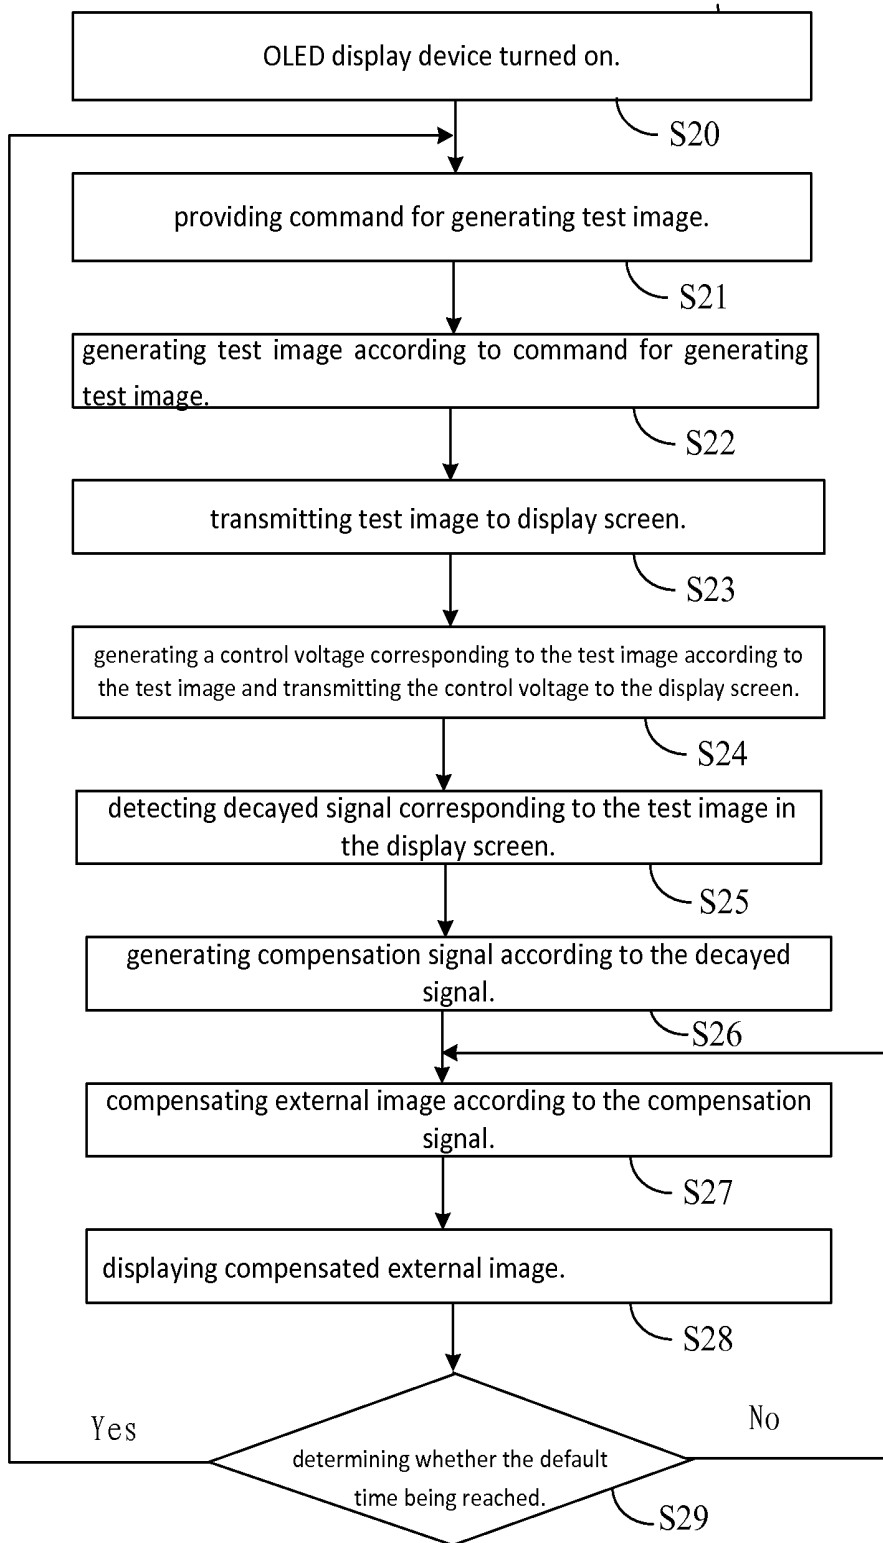 OLED display device turned on.
S20
providing command for generating test image.
S21
generating test image according to command for generating
test image.
S22
transmitting test image to display screen.
S23
generating a control voltage corresponding to the test image according to
the test image and transmitting the control voltage to the display screen.
S24
detecting decayed signal corresponding to the test image in
the display screen.
S25
generating compensation signal according to the decayed
signal.
S26
compensating external image according to the compensation
signal.
S27
displaying compensated external image.
S28
Yes
No
determining whether the default
time being reached.
S29